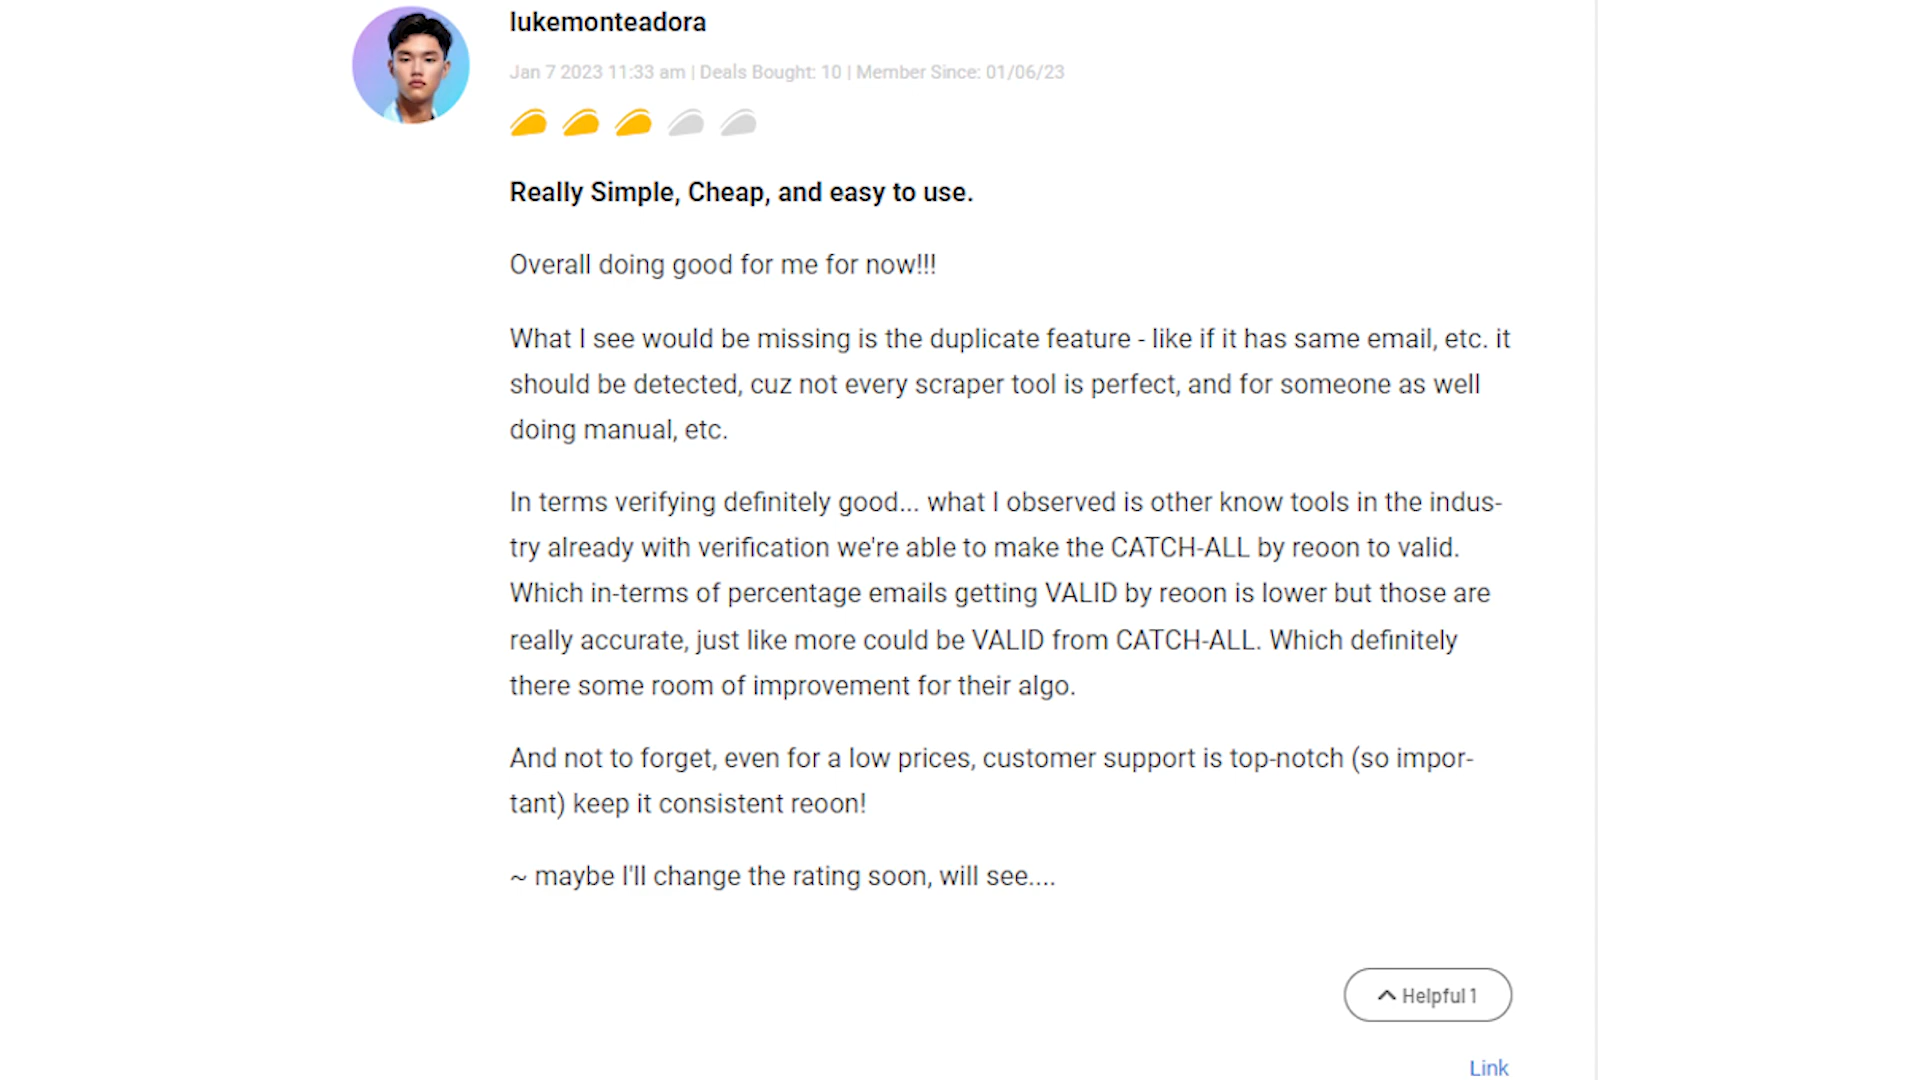 lukemonteadora
Jan 7 2023 11:33 am | Deals Bought: 10 | Member Since: 01/06/23
Really Simple, Cheap, and easy to use.
Overall doing good for me for now!!!
What I see would be missing is the duplicate feature - like if it has same email, etc. it
should be detected, cuz not every scraper tool is perfect, and for someone as well
doing manual, etc.
In terms verifying definitely good... what I observed is other know tools in the indus-
try already with verification we're able to make the CATCH-ALL by reoon to valid.
Which in-terms of percentage emails getting VALID by reoon is lower but those are
really accurate, just like more could be VALID from CATCH-ALL. Which definitely
there some room of improvement for their algo.
And not to forget, even for a low prices, customer support is top-notch (so impor-
tant) keep it consistent reoon!
~ maybe I'll change the rating soon, will see....
Helpful 1
Link